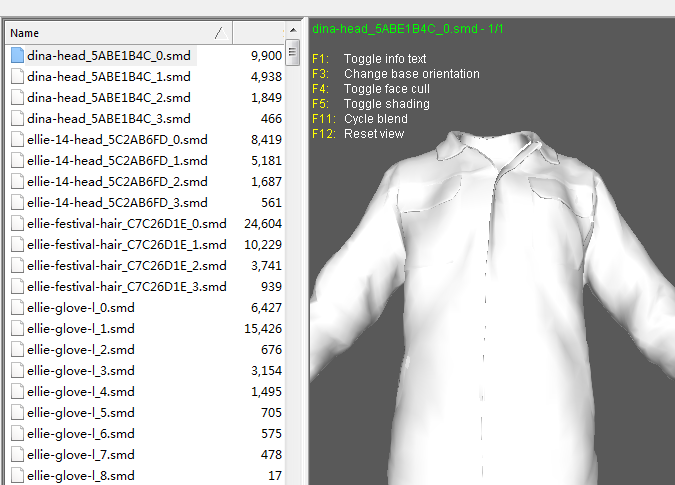 Name
dina-head_5ABE1B4C_0.smd 9,900
dina-head_5ABE1B4C_1.smd 4,938
dina-head_5ABE1B4C_2.smd 1,849
dina-head_5ABE1B4C_3.smd 466
ellie-14-head_5C2AB6FD_0.smd 8,419
ellie-14-head_5C2AB6FD_1.smd 5,181
ellie-14-head_5C2AB6FD_2.smd 1,687
ellie-14-head_5C2AB6FD_3.smd 561
ellie-festival-hair_C7C26D1E_0.smd 24,604
ellie-festival-hair_C7C26D1E_1.smd 10,229
ellie-festival-hair_C7C26D1E_2.smd 3,741
ellie-festival-hair_C7C26D1E_3.smd 939
ellie-glove-l_0.smd 6,427
ellie-glove-l_1.smd 15,426
ellie-glove-l_2.smd 676
ellie-glove-l_3.smd 3,154
ellie-glove-l_4.smd 1,495
ellie-glove-l_5.smd 705
ellie-glove-l_6.smd 575
ellie-glove-l_7.smd 478
ellie-glove-l_8.smd 17
dina-head_5ABE1B4C_0.smd - 1/1
F1: Toggle info text
F3: Change base orientation
F4: Toggle face cull
F5: Toggle shading
F11: Cycle blend
F12: Reset view